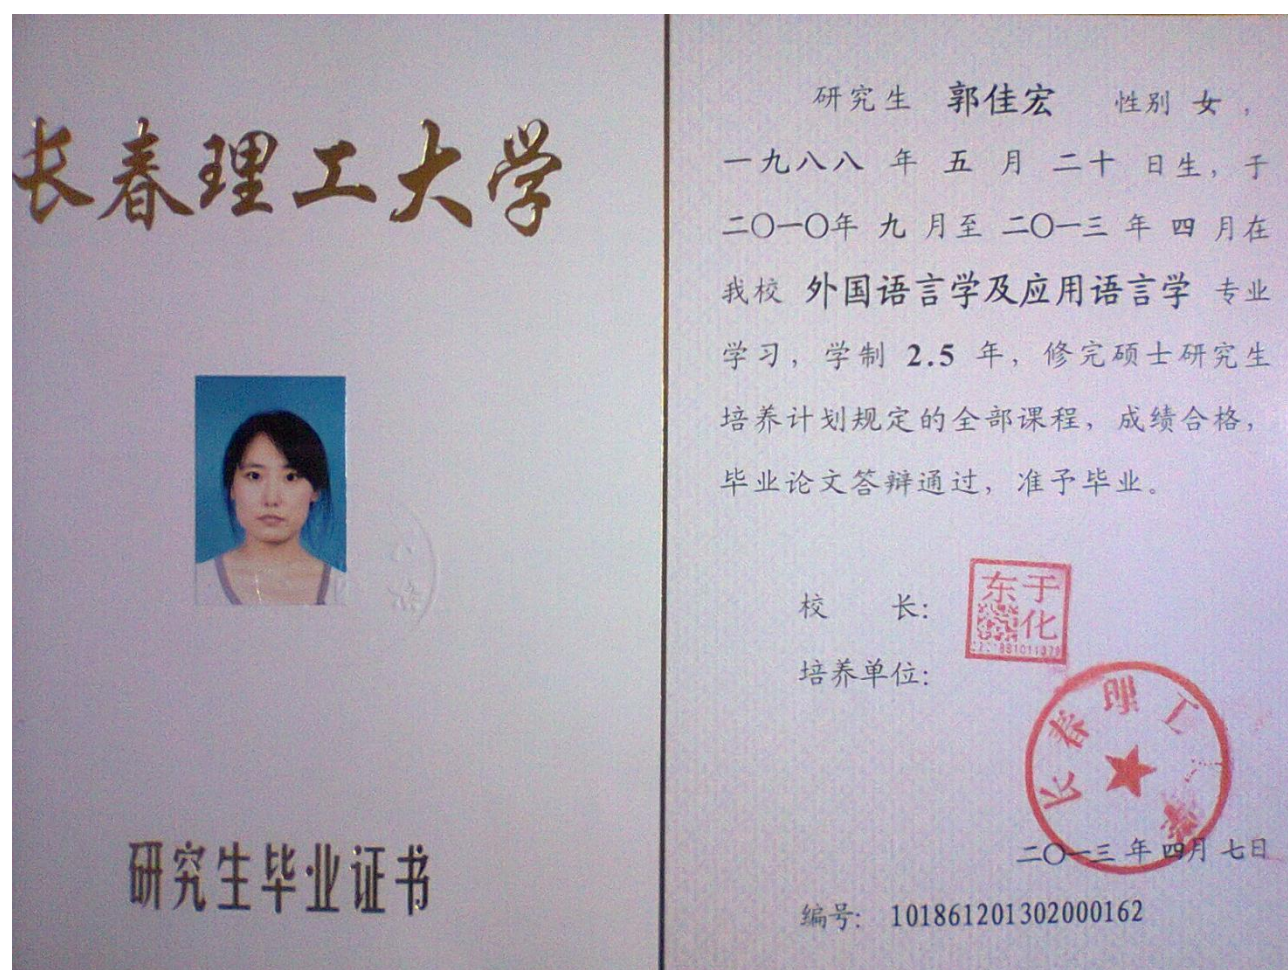 长春理工大学
研究生毕业证书
研究生 郭佳宏 性别 女，
一九八八 年 五 月 二十 日生，于
二〇一〇年 九 月至 二〇一三 年 四 月在
我校 外国语言学及应用语言学 专业
学习，学制 2.5 年，修完硕士研究生
培养计划规定的全部课程，成绩合格，
毕业论文答辩通过，准予毕业。
校 长：
东于
化
培养单位：
长春理工
二〇一三 年 四月 七日
编号： 101861201302000162